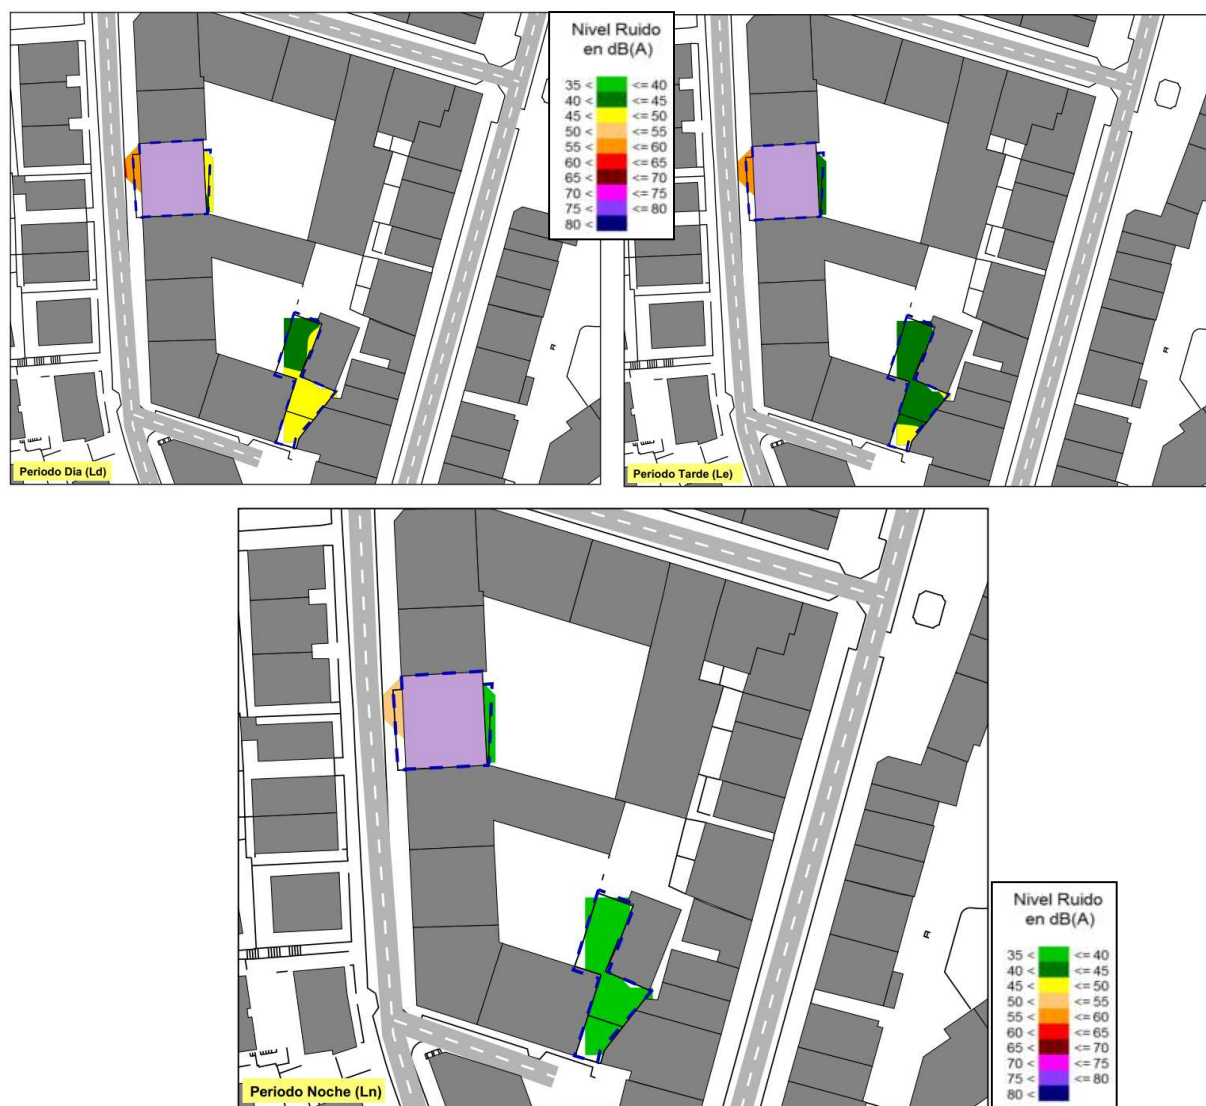 Nivel Ruido
en dB(A)
35 < <= 40
40 < <= 45
45 < <= 50
50 < <= 55
55 < <= 60
60 < <= 65
65 < <= 70
70 < <= 75
75 < <= 80
80 <
Periodo Dia (Ld)
Periodo Tarde (Le)
Nivel Ruido
en dB(A)
35 < <= 40
40 < <= 45
45 < <= 50
50 < <= 55
55 < <= 60
60 < <= 65
65 < <= 70
70 < <= 75
75 < <= 80
80 <
Periodo Noche (Ln)